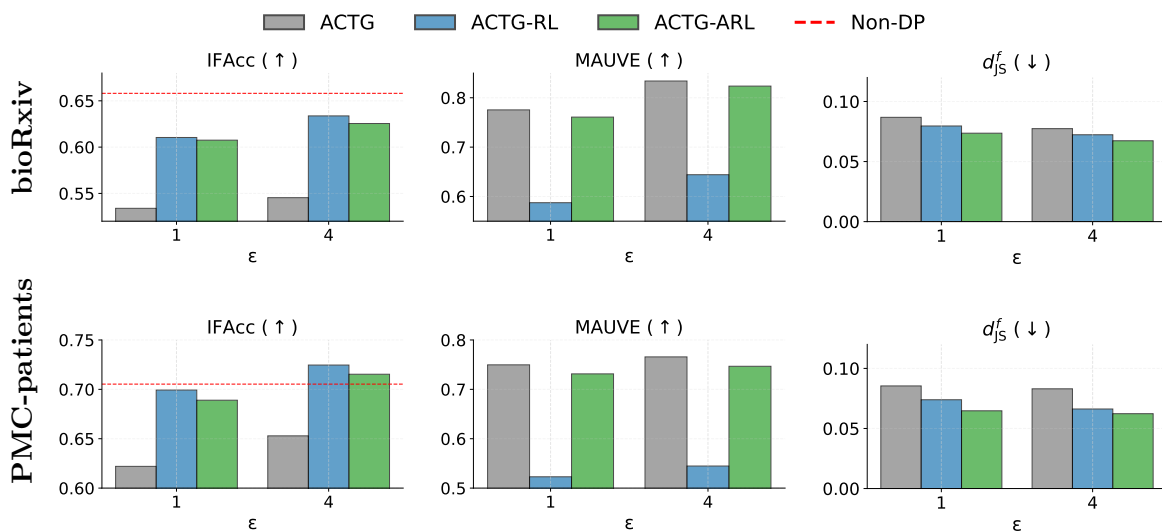 ACTG ACTG-RL ACTG-ARL Non-DP
bioRxiv
IFAcc (↑)
0.65
0.60
0.55
1 4
ε
MAUVE (↑)
0.8
0.7
0.6
1 4
ε
d_JS^f (↓)
0.10
0.05
0.00
1 4
ε
PMC-patients
IFAcc (↑)
0.75
0.70
0.65
0.60
1 4
ε
MAUVE (↑)
0.8
0.7
0.6
0.5
1 4
ε
d_JS^f (↓)
0.10
0.05
0.00
1 4
ε